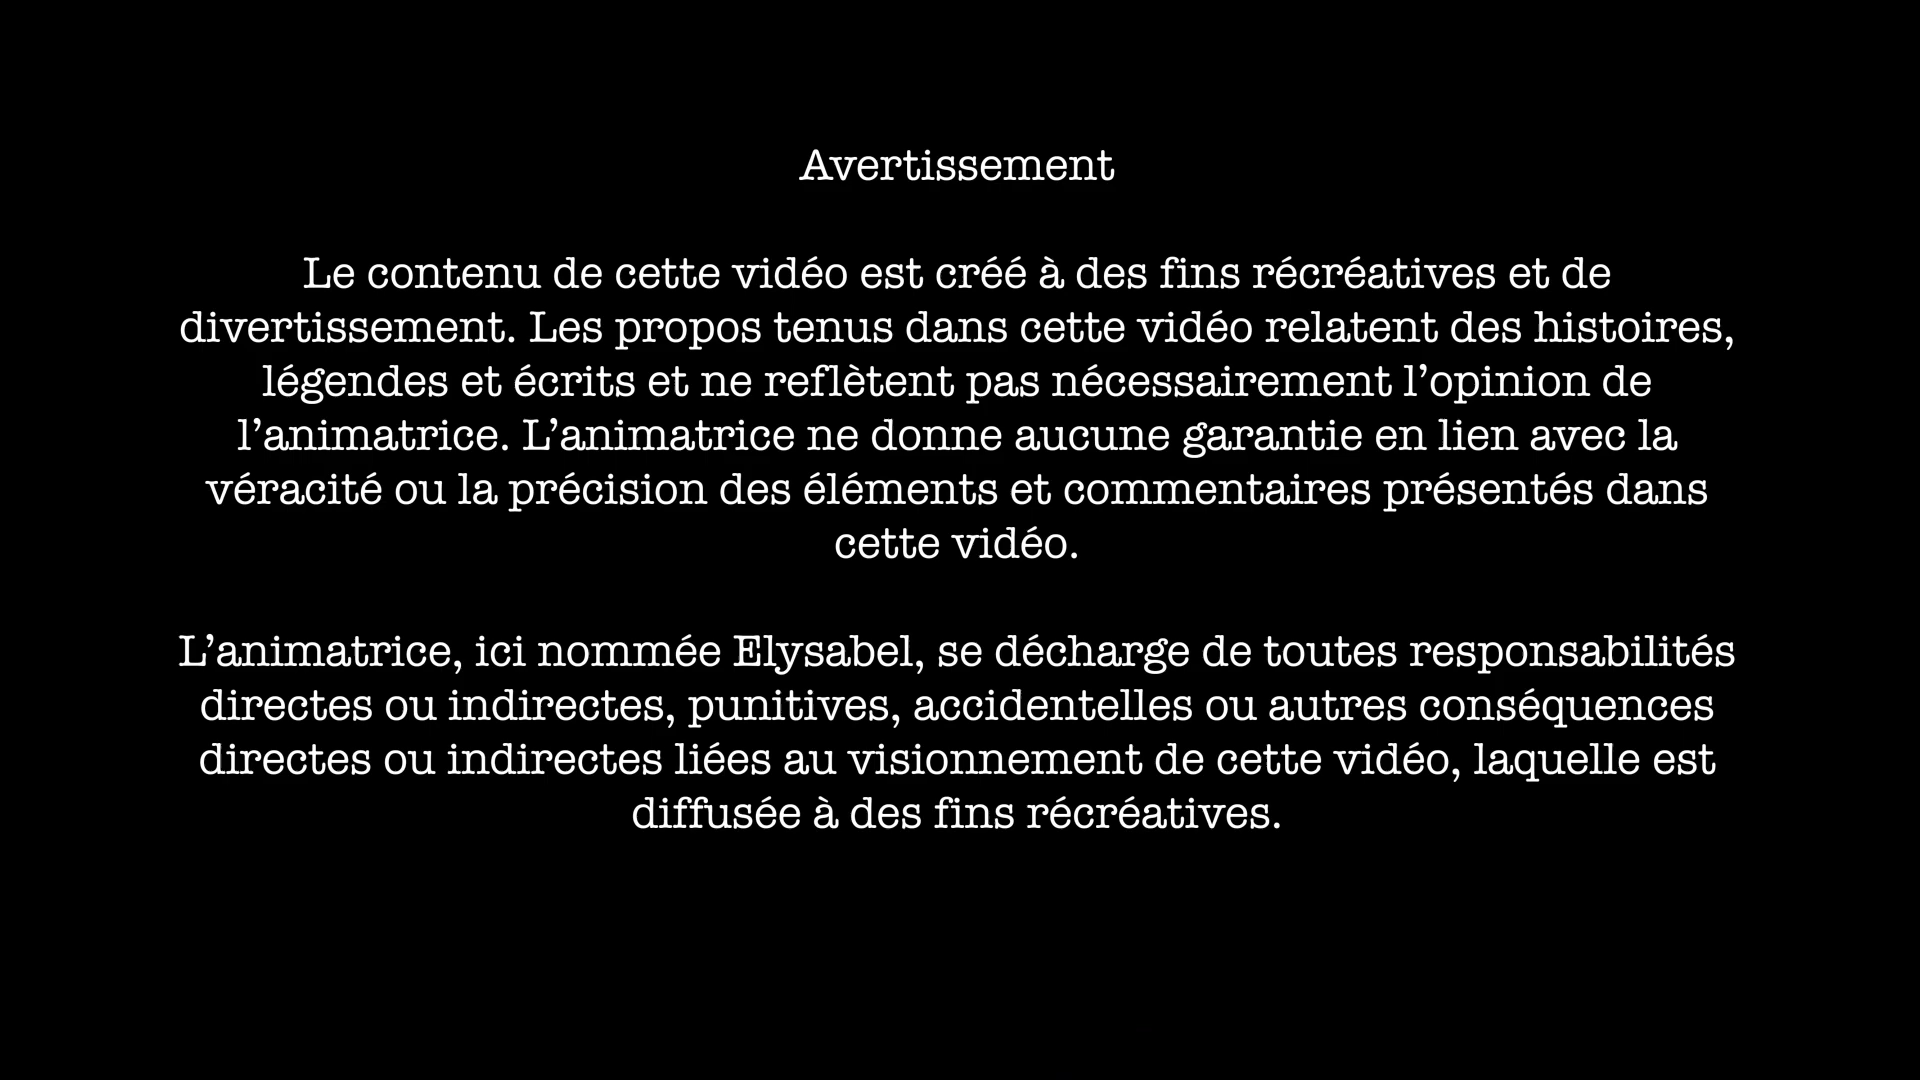 Avertissement
Le contenu de cette vidéo est créé à des fins récréatives et de
divertissement. Les propos tenus dans cette vidéo relatent des histoires,
légendes et écrits et ne reflètent pas nécessairement l’opinion de
l’animatrice. L’animatrice ne donne aucune garantie en lien avec la
véracité ou la précision des éléments et commentaires présentés dans
cette vidéo.
L’animatrice, ici nommée Elysabel, se décharge de toutes responsabilités
directes ou indirectes, punitives, accidentelles ou autres conséquences
directes ou indirectes liées au visionnement de cette vidéo, laquelle est
diffusée à des fins récréatives.